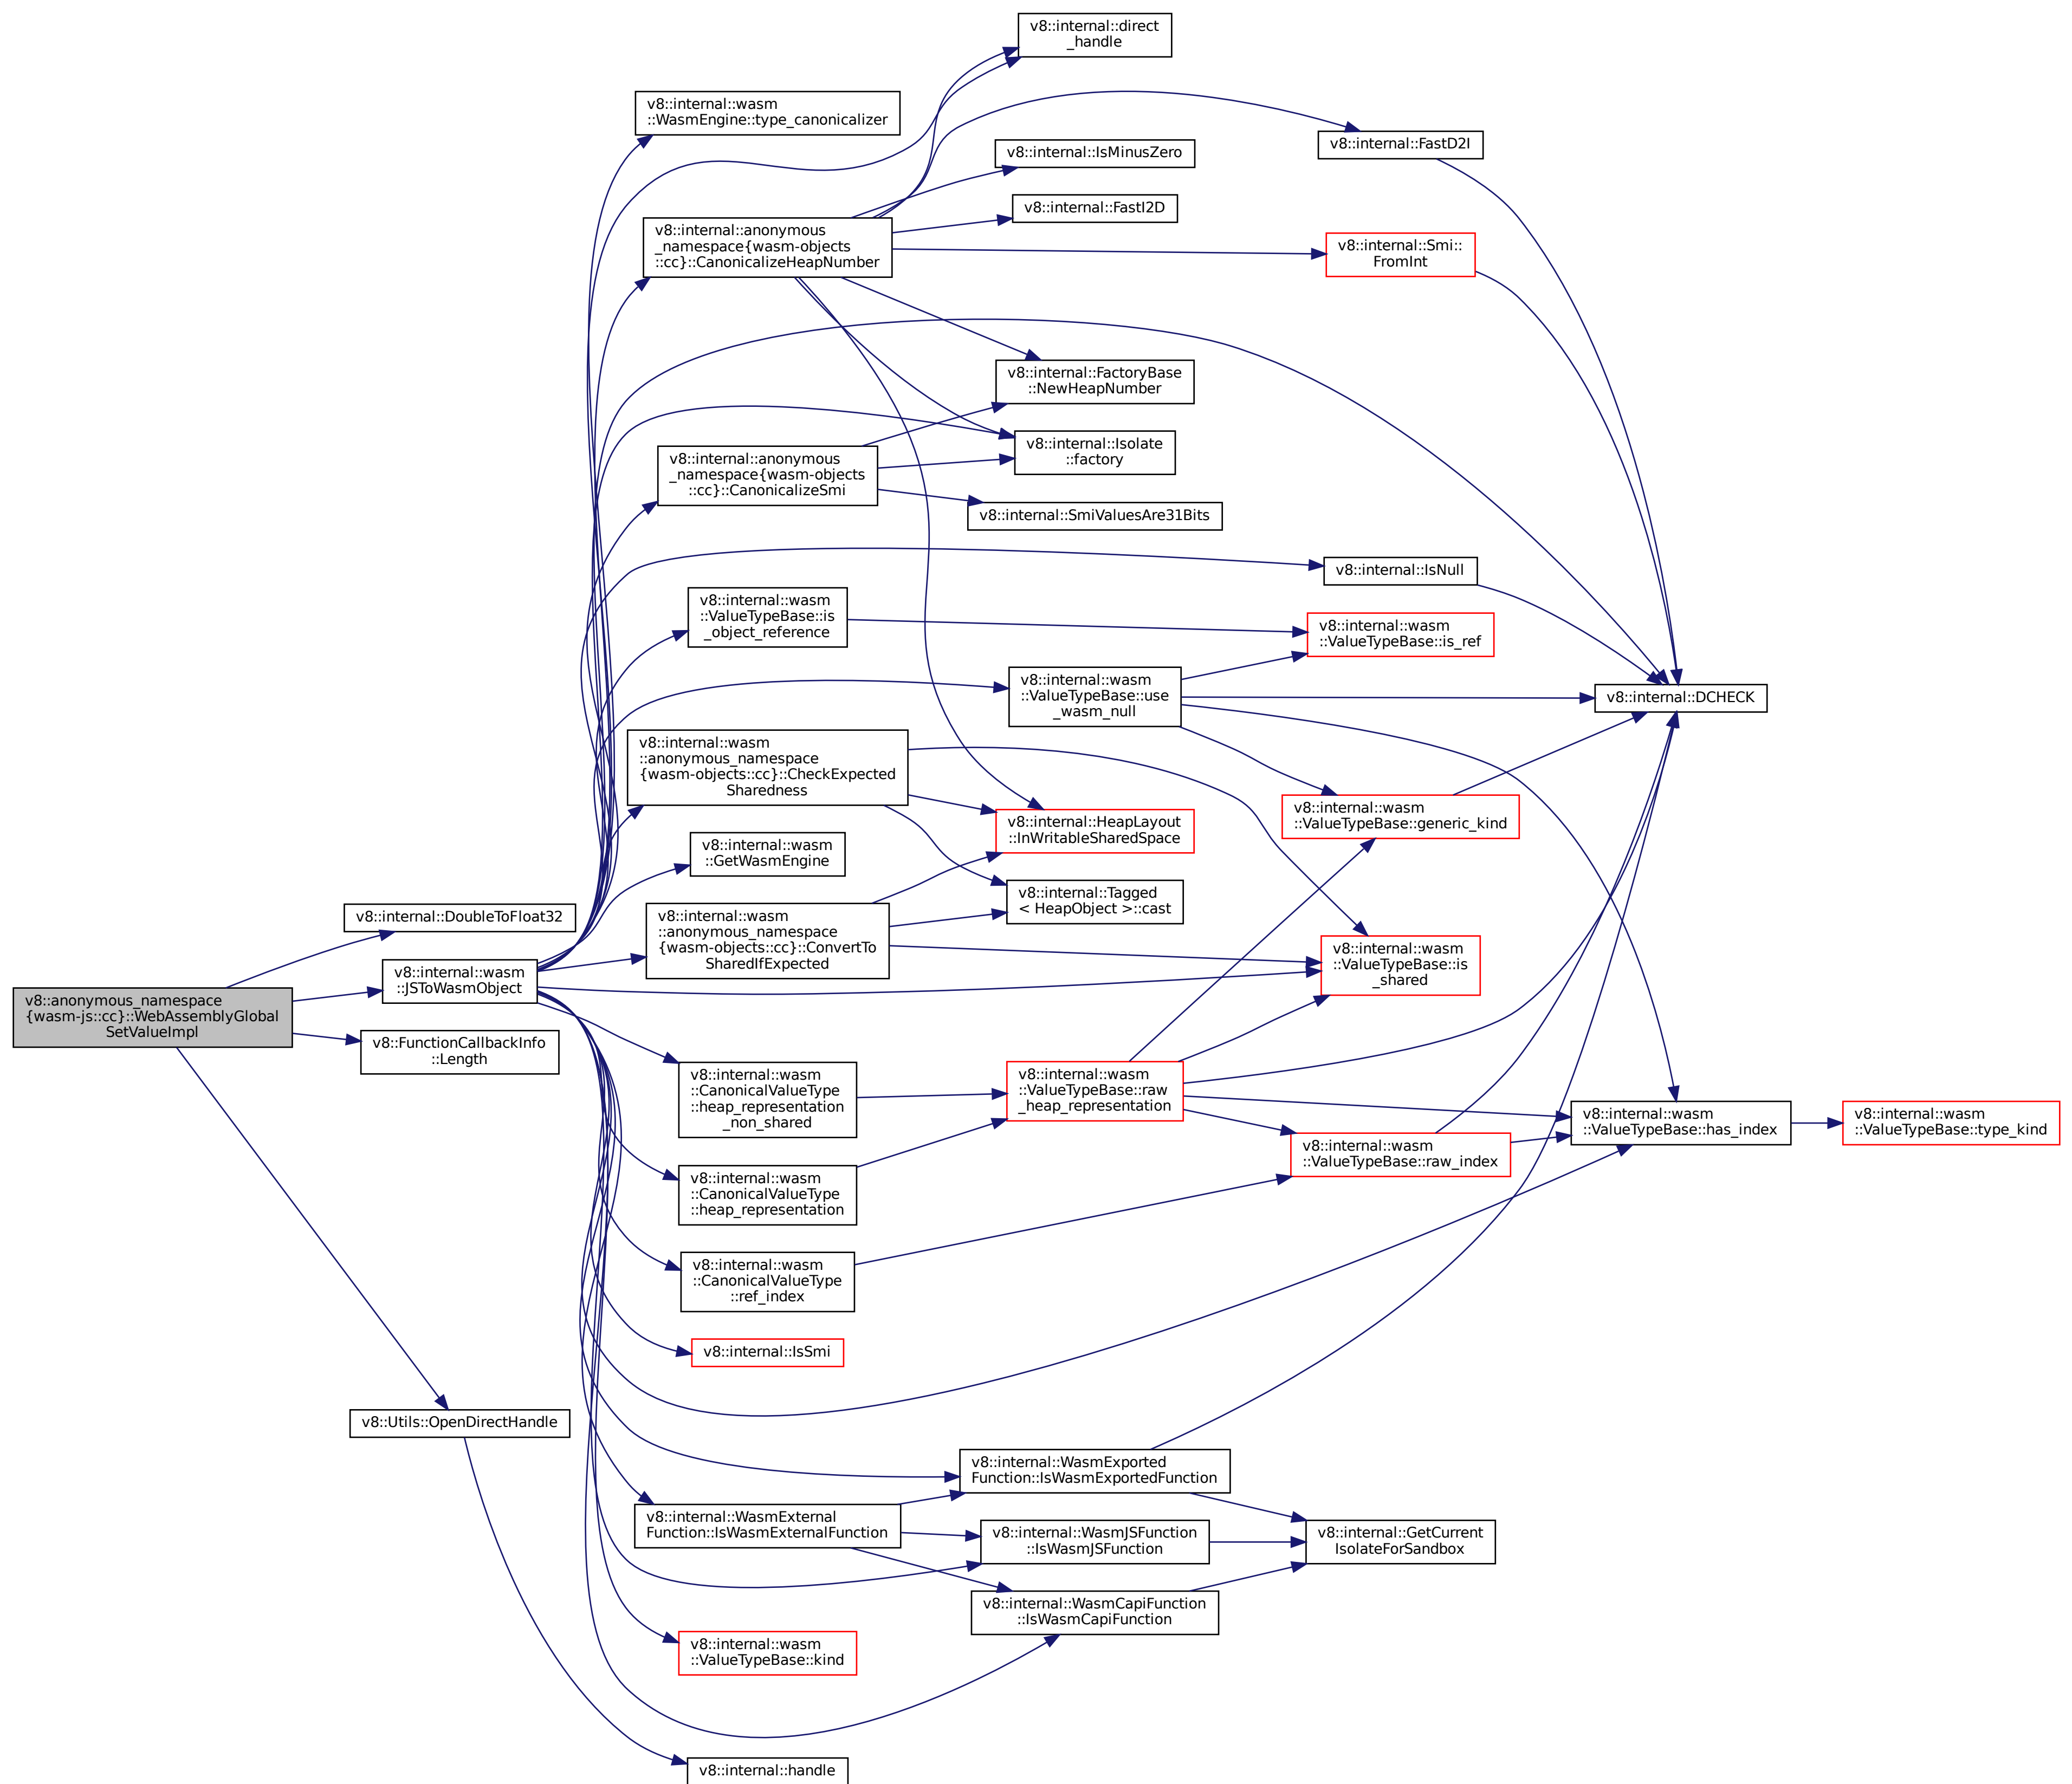 v8::internal::direct
_handle
v8::internal::wasm
::WasmEngine::type_canonicalizer
v8::internal::FastD2I
v8::internal::IsMinusZero
v8::internal::FastI2D
v8::internal::anonymous
_namespace{wasm-objects
::cc}::CanonicalizeHeapNumber
v8::internal::Smi::
FromInt
v8::internal::FactoryBase
::NewHeapNumber
v8::internal::Isolate
::factory
v8::internal::anonymous
_namespace{wasm-objects
::cc}::CanonicalizeSmi
v8::internal::SmiValuesAre31Bits
v8::internal::IsNull
v8::internal::wasm
::ValueTypeBase::is
_object_reference
v8::internal::wasm
::ValueTypeBase::is_ref
v8::internal::wasm
::ValueTypeBase::use
_wasm_null
v8::internal::DCHECK
v8::internal::wasm
::anonymous_namespace
{wasm-objects::cc}::CheckExpected
Sharedness
v8::internal::HeapLayout
::InWritableSharedSpace
v8::internal::wasm
::ValueTypeBase::generic_kind
v8::internal::wasm
::GetWasmEngine
v8::internal::Tagged
< HeapObject >::cast
v8::internal::DoubleToFloat32
v8::internal::wasm
::anonymous_namespace
{wasm-objects::cc}::ConvertTo
SharedIfExpected
v8::internal::wasm
::ValueTypeBase::is
_shared
v8::internal::wasm
::JSToWasmObject
v8::anonymous_namespace
{wasm-js::cc}::WebAssemblyGlobal
SetValueImpl
v8::FunctionCallbackInfo
::Length
v8::internal::wasm
::CanonicalValueType
::heap_representation
_non_shared
v8::internal::wasm
::ValueTypeBase::raw
_heap_representation
v8::internal::wasm
::ValueTypeBase::has_index
v8::internal::wasm
::ValueTypeBase::type_kind
v8::internal::wasm
::ValueTypeBase::raw_index
v8::internal::wasm
::CanonicalValueType
::heap_representation
v8::internal::wasm
::CanonicalValueType
::ref_index
v8::internal::IsSmi
v8::Utils::OpenDirectHandle
v8::internal::WasmExported
Function::IsWasmExportedFunction
v8::internal::WasmExternal
Function::IsWasmExternalFunction
v8::internal::WasmJSFunction
::IsWasmJSFunction
v8::internal::GetCurrent
IsolateForSandbox
v8::internal::WasmCapiFunction
::IsWasmCapiFunction
v8::internal::wasm
::ValueTypeBase::kind
v8::internal::handle